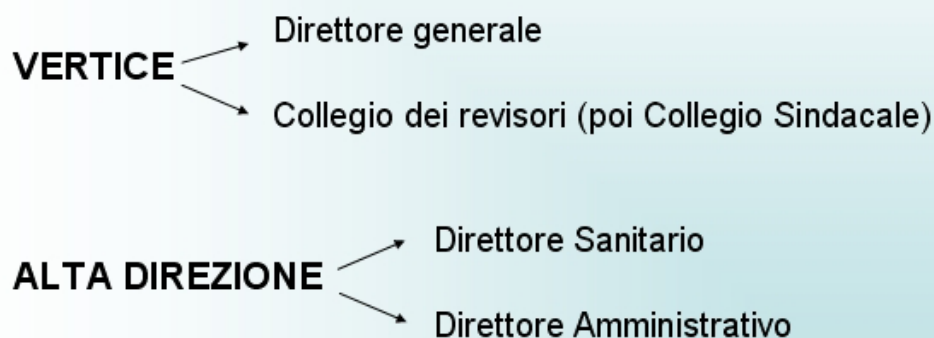 Direttore generale
VERTICE
Collegio dei revisori (poi Collegio Sindacale)
Direttore Sanitario
ALTA DIREZIONE
Direttore Amministrativo